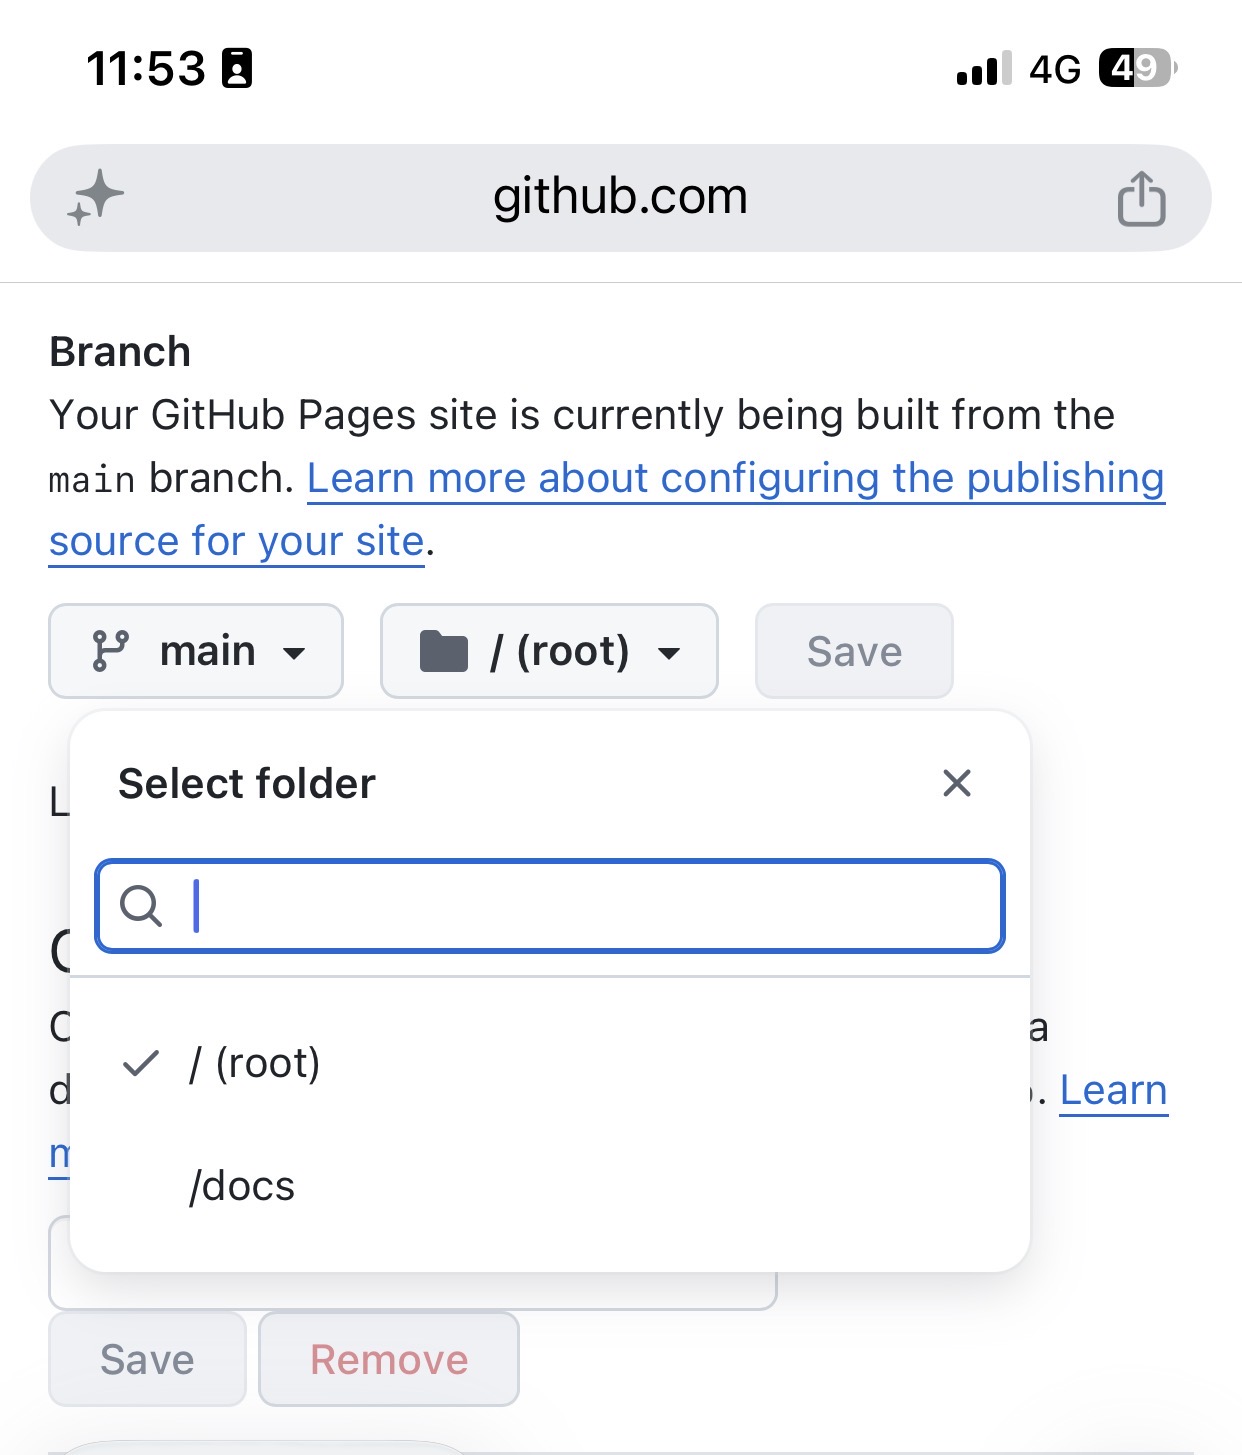 11:53
4G 49
github.com
Branch
Your GitHub Pages site is currently being built from the
main branch. Learn more about configuring the publishing
source for your site.
main
/ (root)
Save
Select folder
/ (root)
/docs
a
. Learn
Save
Remove